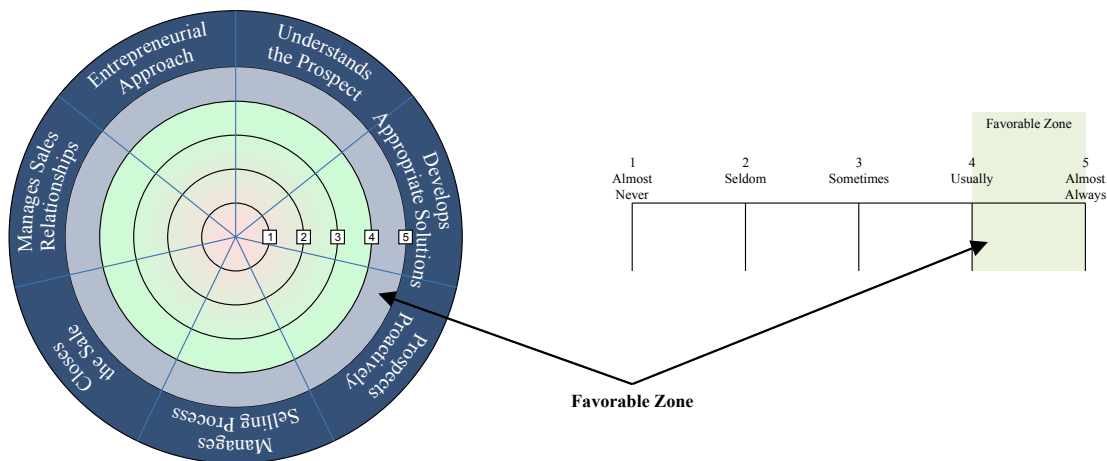 Entrepreneurial
Approach
Understands
the Prospect
Develops
Appropriate Solutions
Prospects
Proactively
Manages
Selling Process
Closes
the Sale
Manages Sales
Relationships
1
2
3
4
5
Favorable Zone
1
Almost
Never
2
Seldom
3
Sometimes
4
Usually
5
Almost
Always
Favorable Zone